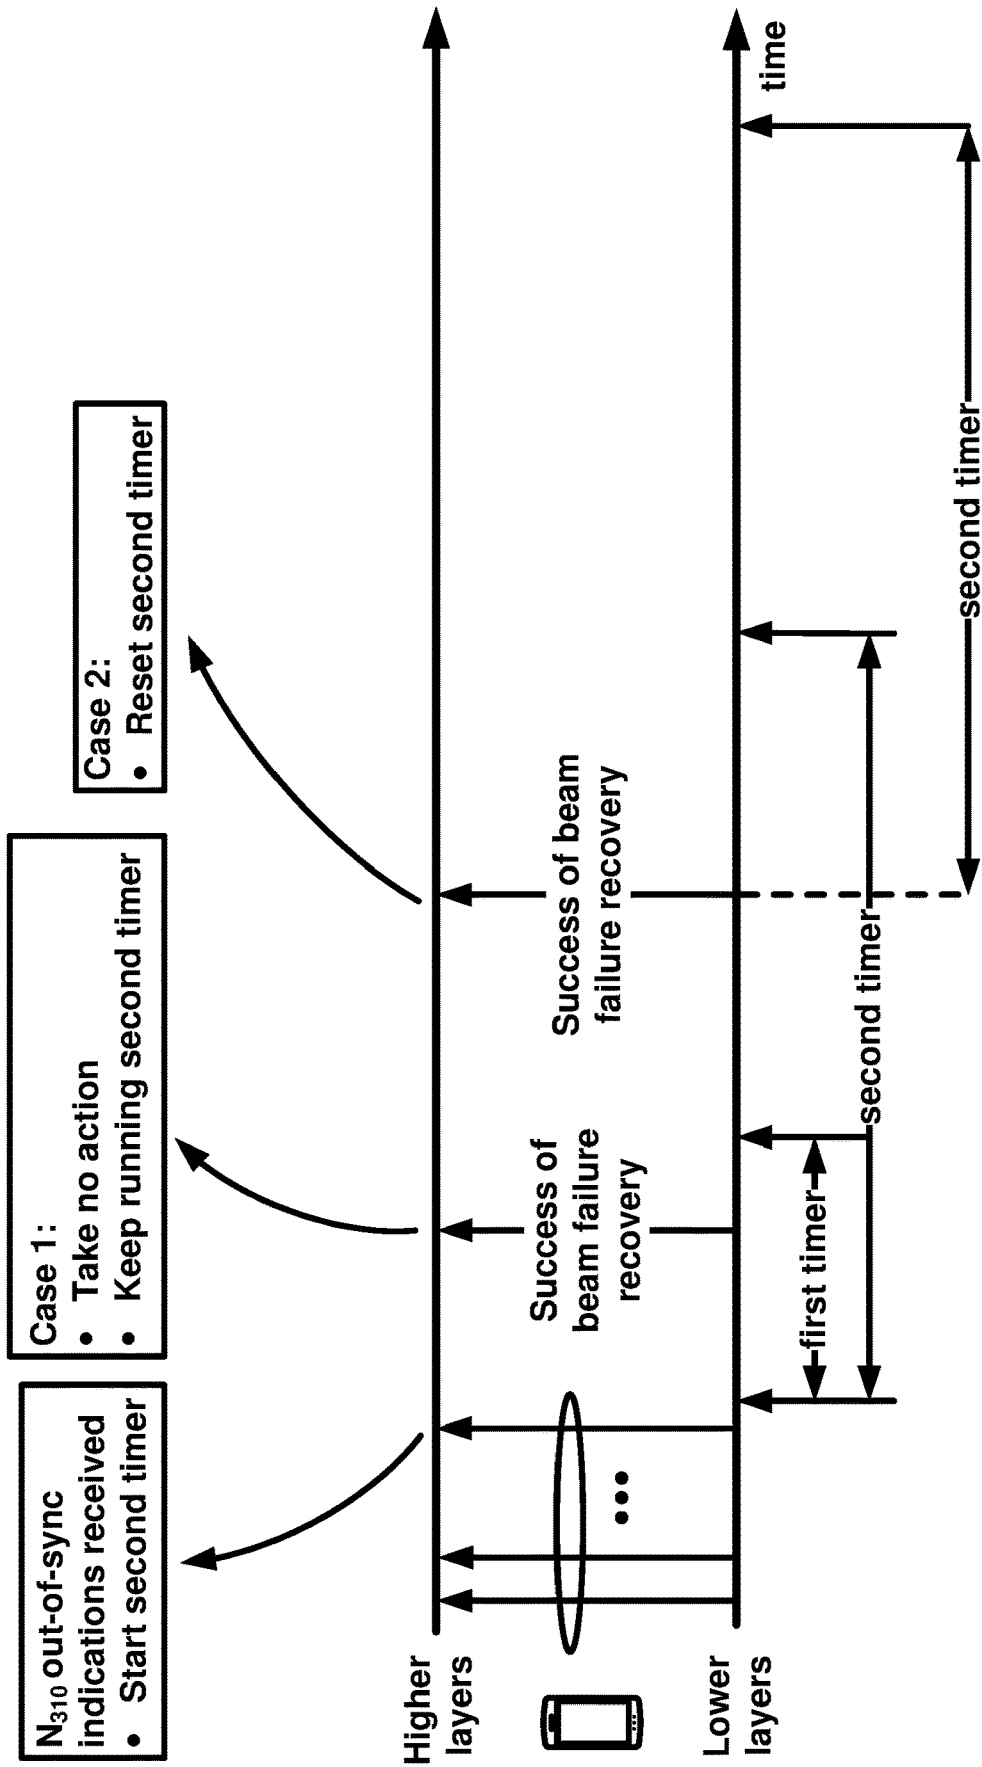 N310 out-of-sync
indications received
• Start second timer
Case 1:
• Take no action
• Keep running second timer
Case 2:
• Reset second timer
Higher
layers
Success of
beam failure
recovery
Success of beam
failure recovery
Lower
layers
time
first timer
second timer
second timer